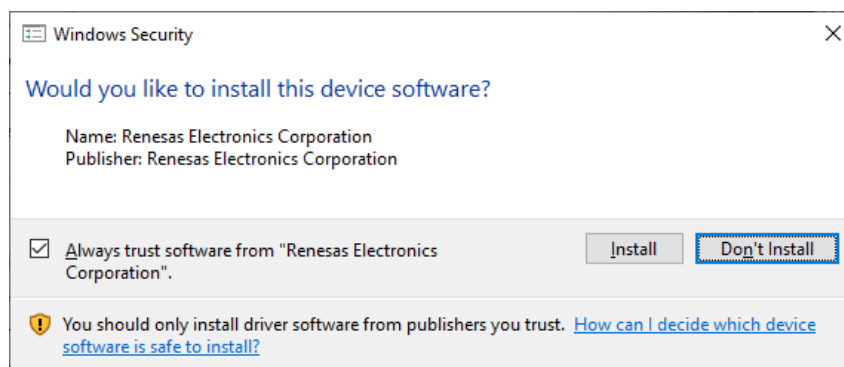 Windows Security
Would you like to install this device software?
Name: Renesas Electronics Corporation
Publisher: Renesas Electronics Corporation
Always trust software from "Renesas Electronics
Corporation".
Install
Don't Install
You should only install driver software from publishers you trust. How can I decide which device
software is safe to install?